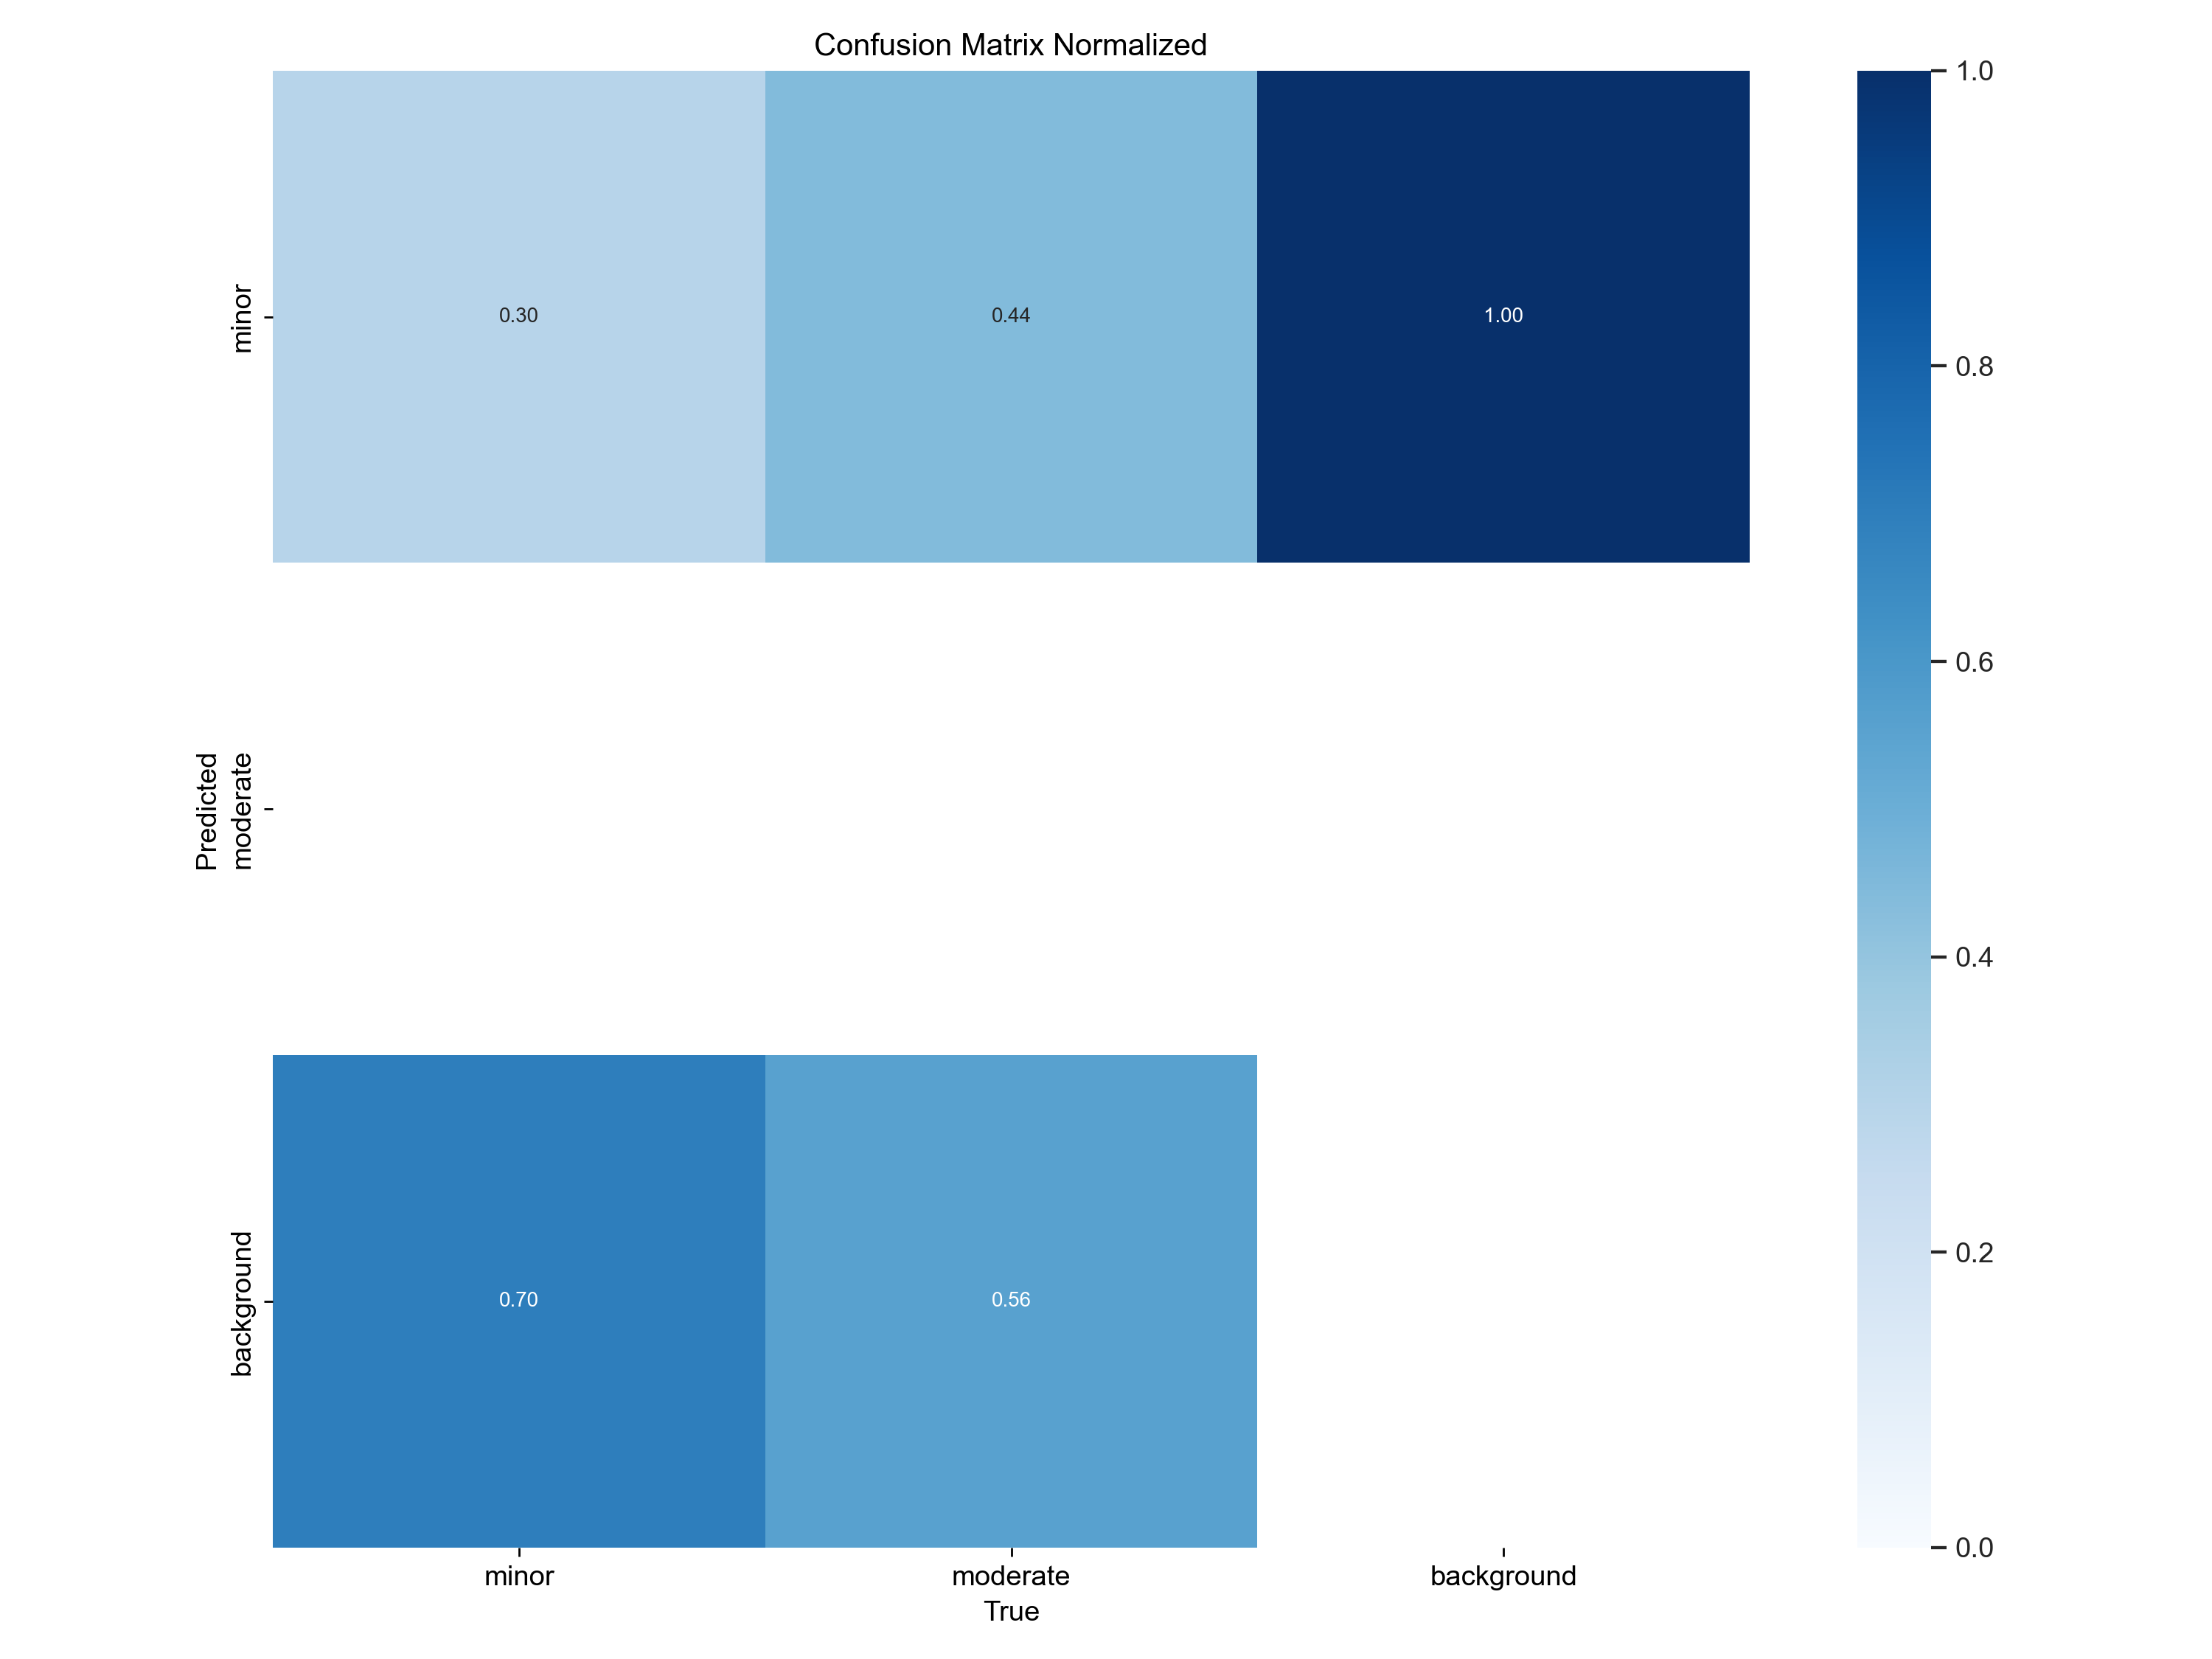 Confusion Matrix Normalized
Predicted
minor
0.30
0.44
1.00
moderate
background
0.70
0.56
minor
moderate
background
True
1.0
0.8
0.6
0.4
0.2
0.0